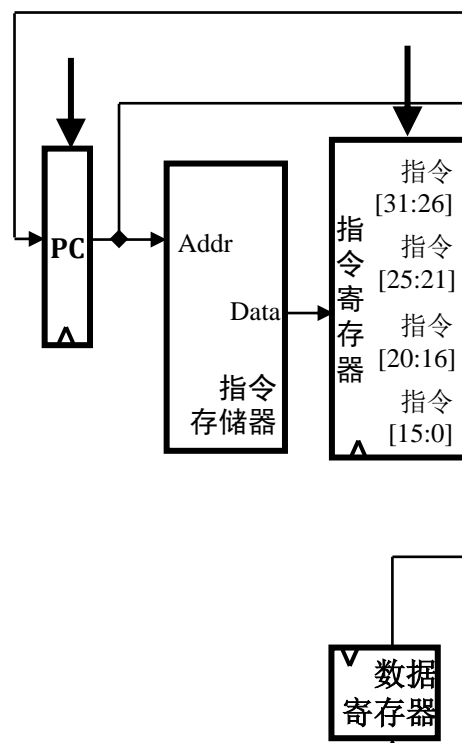 PC
Addr
Data
指令
存储器
指令寄存器
指令
[31:26]
指令
[25:21]
指令
[20:16]
指令
[15:0]
数据
寄存器